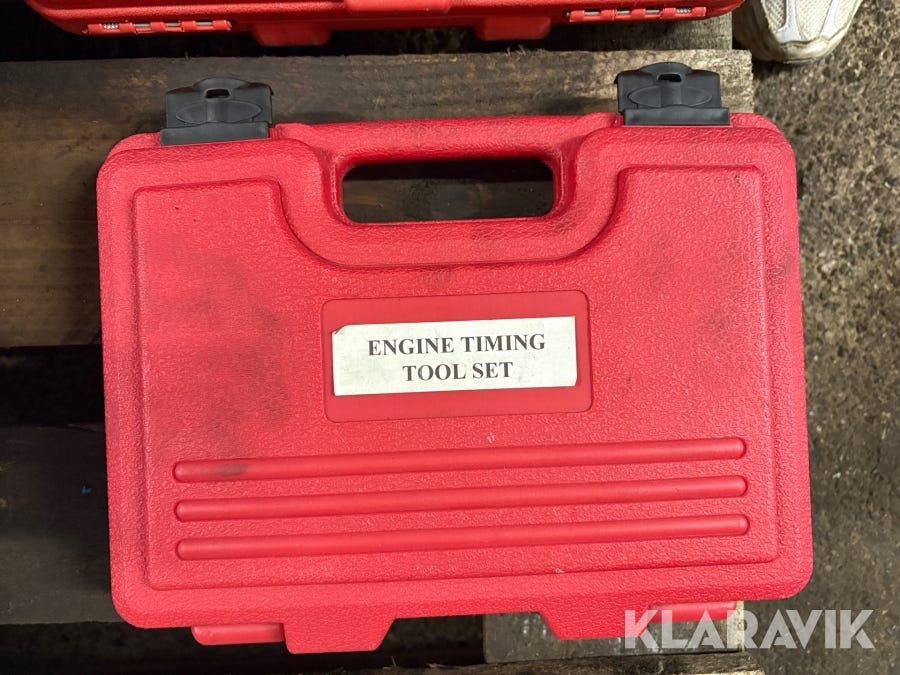 ENGINE TIMING
TOOL SET
KLARAVIK